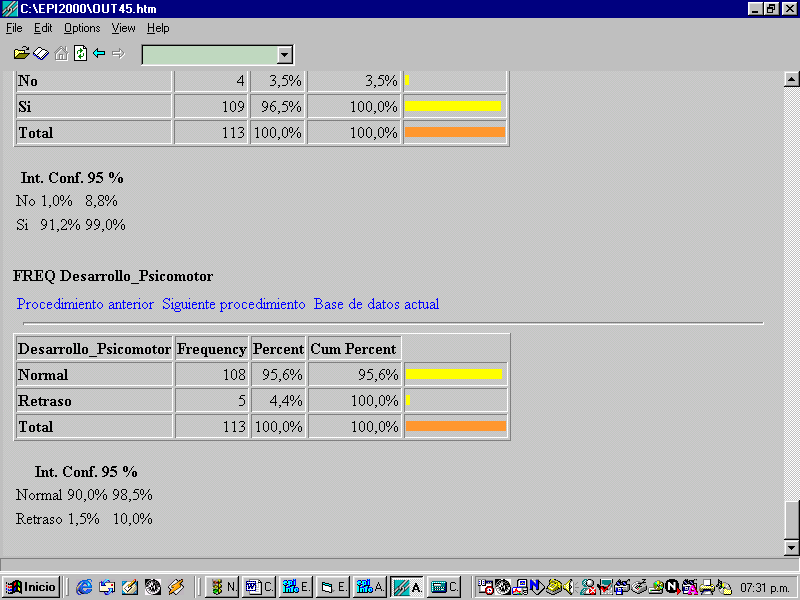 C:\EPI2000\OUT45.htm
File Edit Options View Help
No 4 3,5% 3,5%
Si 109 96,5% 100,0%
Total 113 100,0% 100,0%
Int. Conf. 95 %
No 1,0% 8,8%
Si 91,2% 99,0%
FREQ Desarrollo_Psicomotor
Procedimiento anterior Siguiente procedimiento Base de datos actual
Desarrollo_Psicomotor Frequency Percent Cum Percent
Normal 108 95,6% 95,6%
Retraso 5 4,4% 100,0%
Total 113 100,0% 100,0%
Int. Conf. 95 %
Normal 90,0% 98,5%
Retraso 1,5% 10,0%
Inicio N. C. E. E. A. A. C. 07:31 p.m.